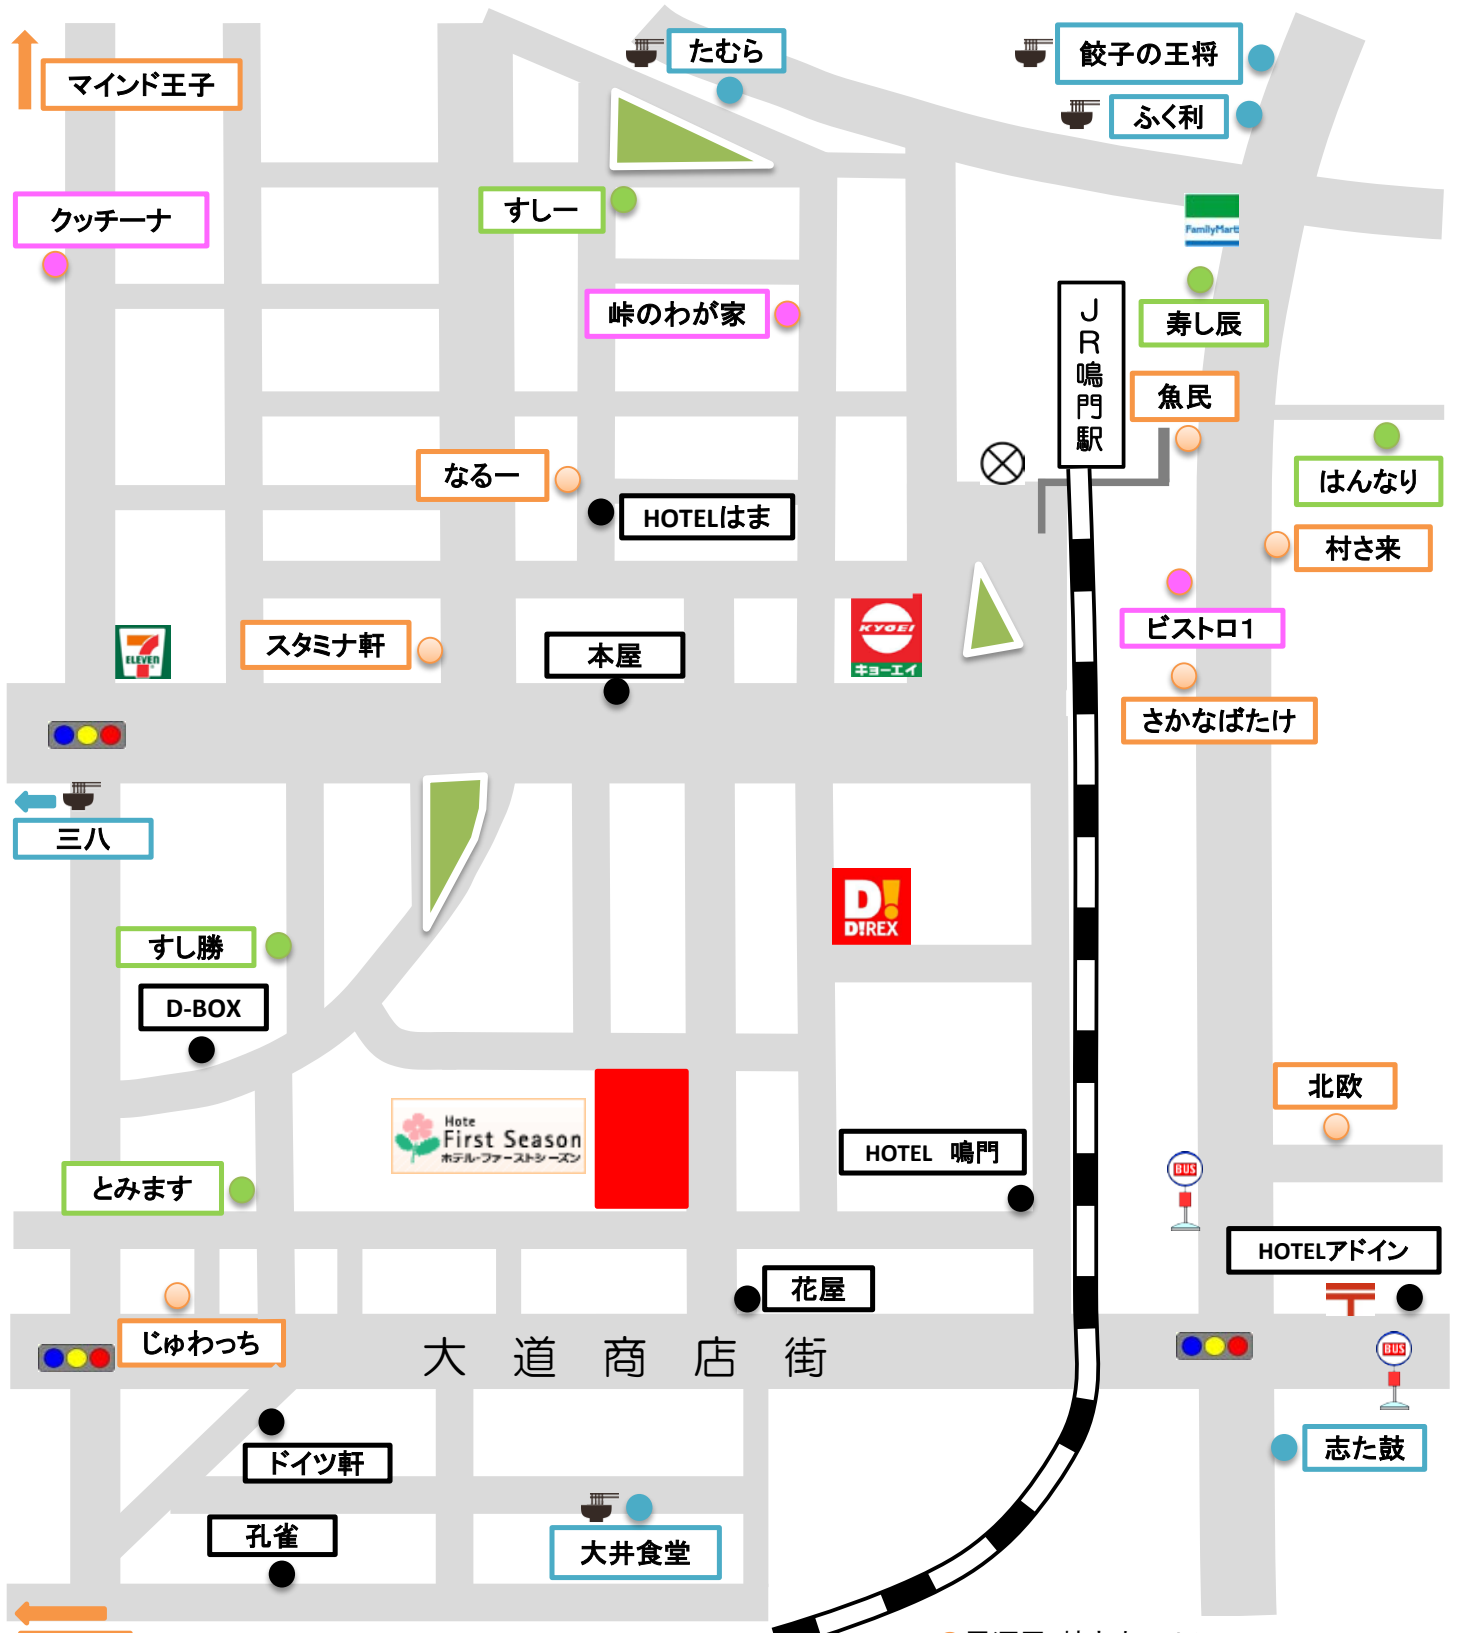 たむら
餃子の王将
マインド王子
ふく利
クッチーナ
すし一
FamilyMart
峠のわが家
JR鳴門駅
寿し辰
魚民
なるー
はんなり
HOTELはま
村さ来
7
ELEVEN
スタミナ軒
本屋
KYOEI
キョーエイ
ビストロ1
さかなばたけ
三八
D!
D!REX
すし勝
D-BOX
北欧
Hote
First Season
ホテル・ファーストシーズン
HOTEL 鳴門
BUS
とみます
HOTELアドイン
花屋
じゅわっち
大道商店街
BUS
ドイツ軒
志た鼓
孔雀
大井食堂